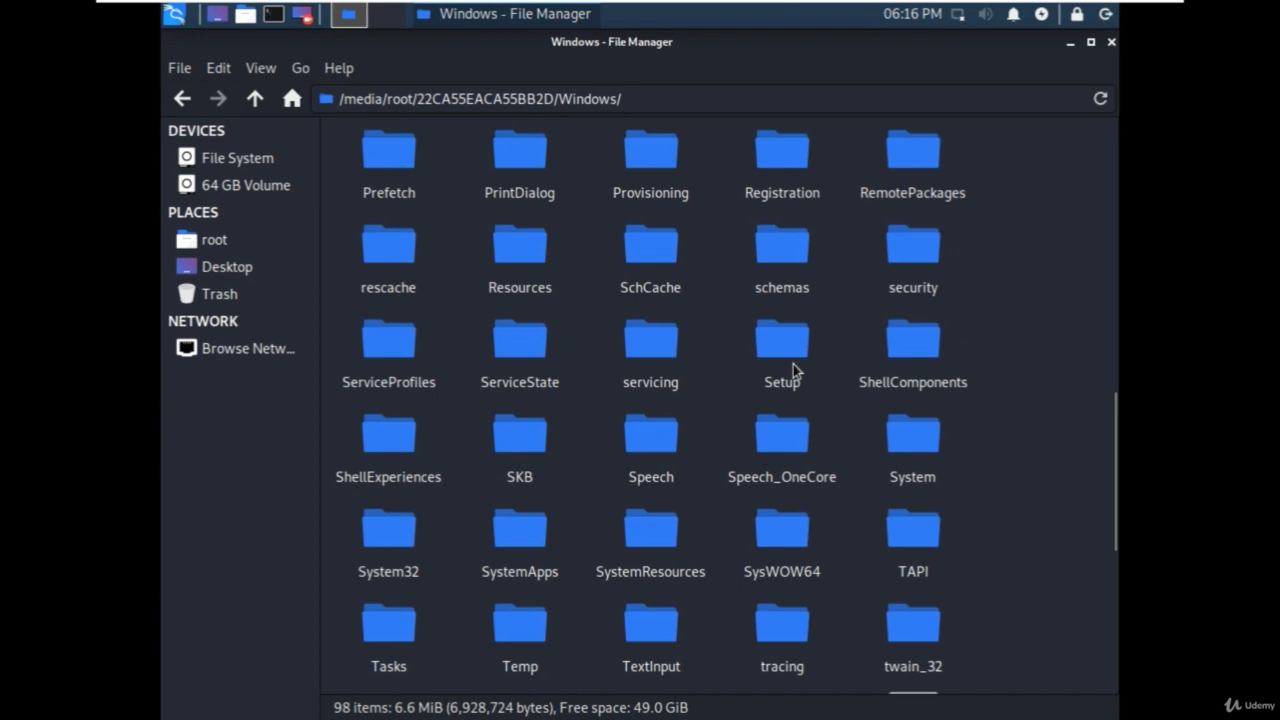 Windows - File Manager 06:16 PM
Windows - File Manager
File Edit View Go Help
/media/root/22CA55EACA55BB2D/Windows/
DEVICES
File System
64 GB Volume
PLACES
root
Desktop
Trash
NETWORK
Browse Netw...
Prefetch PrintDialog Provisioning Registration RemotePackages
rescache Resources SchCache schemas security
ServiceProfiles ServiceState servicing Setup ShellComponents
ShellExperiences SKB Speech Speech_OneCore System
System32 SystemApps SystemResources SysWOW64 TAPI
Tasks Temp TextInput tracing twain_32
98 items: 6.6 MiB (6,928,724 bytes), Free space: 49.0 GiB
Udemy